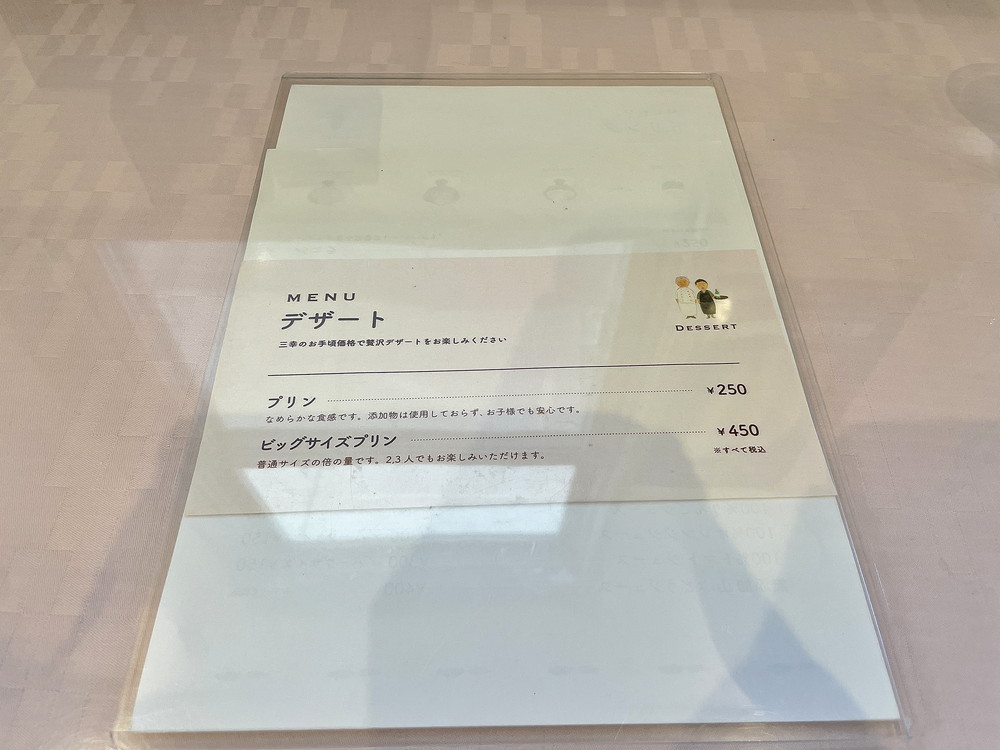 MENU
デザート
三幸のお手頃価格で贅沢デザートをお楽しみください
DESSERT
プリン ¥250
なめらかな食感です。添加物は使用しておらず、お子様でも安心です。
ビッグサイズプリン ¥450
普通サイズの倍の量です。2,3人でもお楽しみいただけます。
※すべて税込